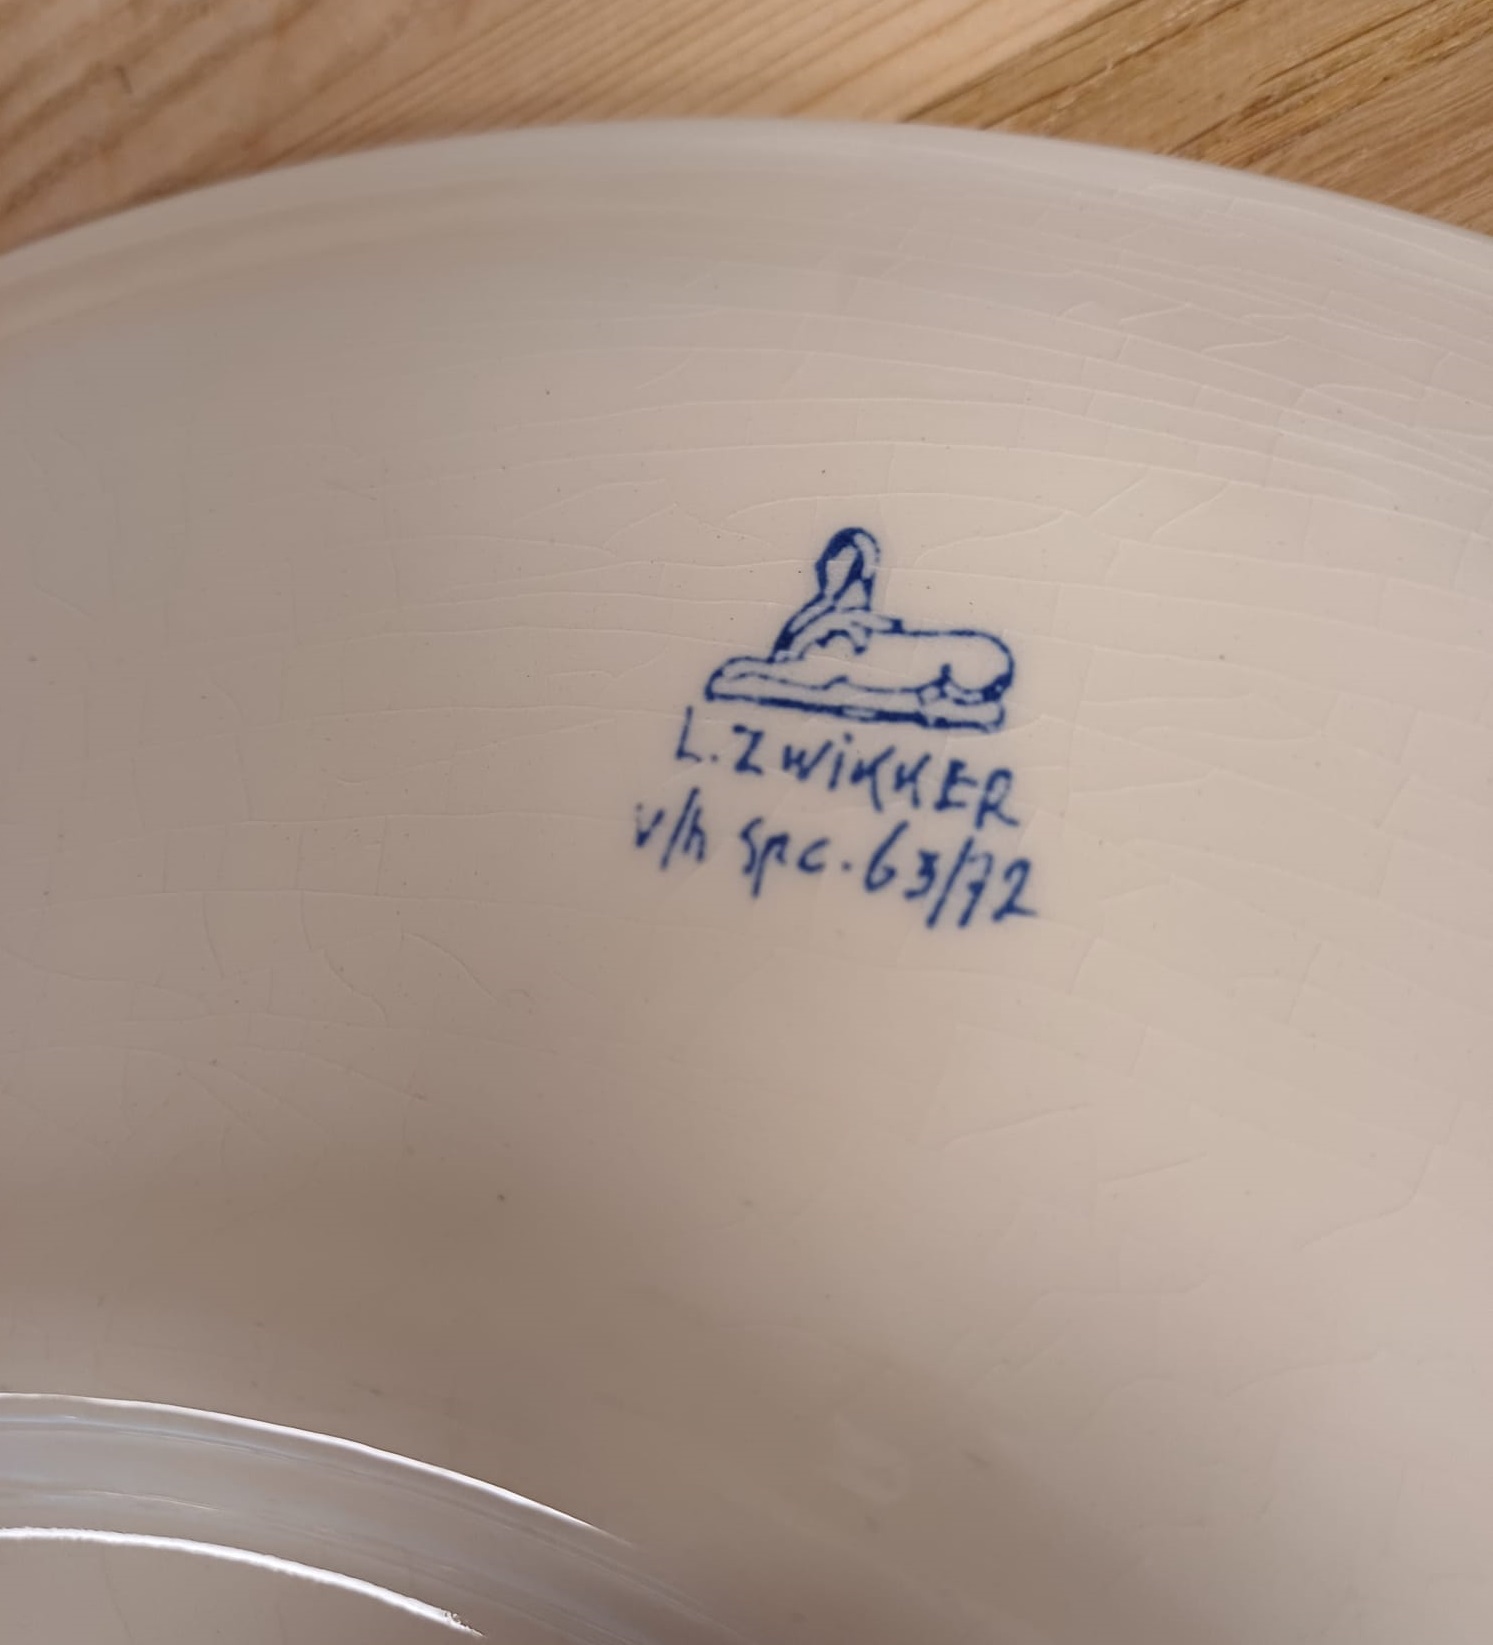 L. ZWiKKER
v/h Spc. 63/72